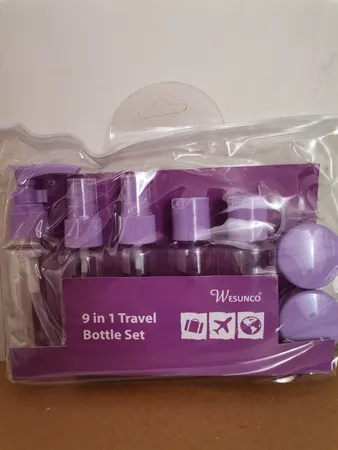 WESUNCO®
9 in 1 Travel
Bottle Set